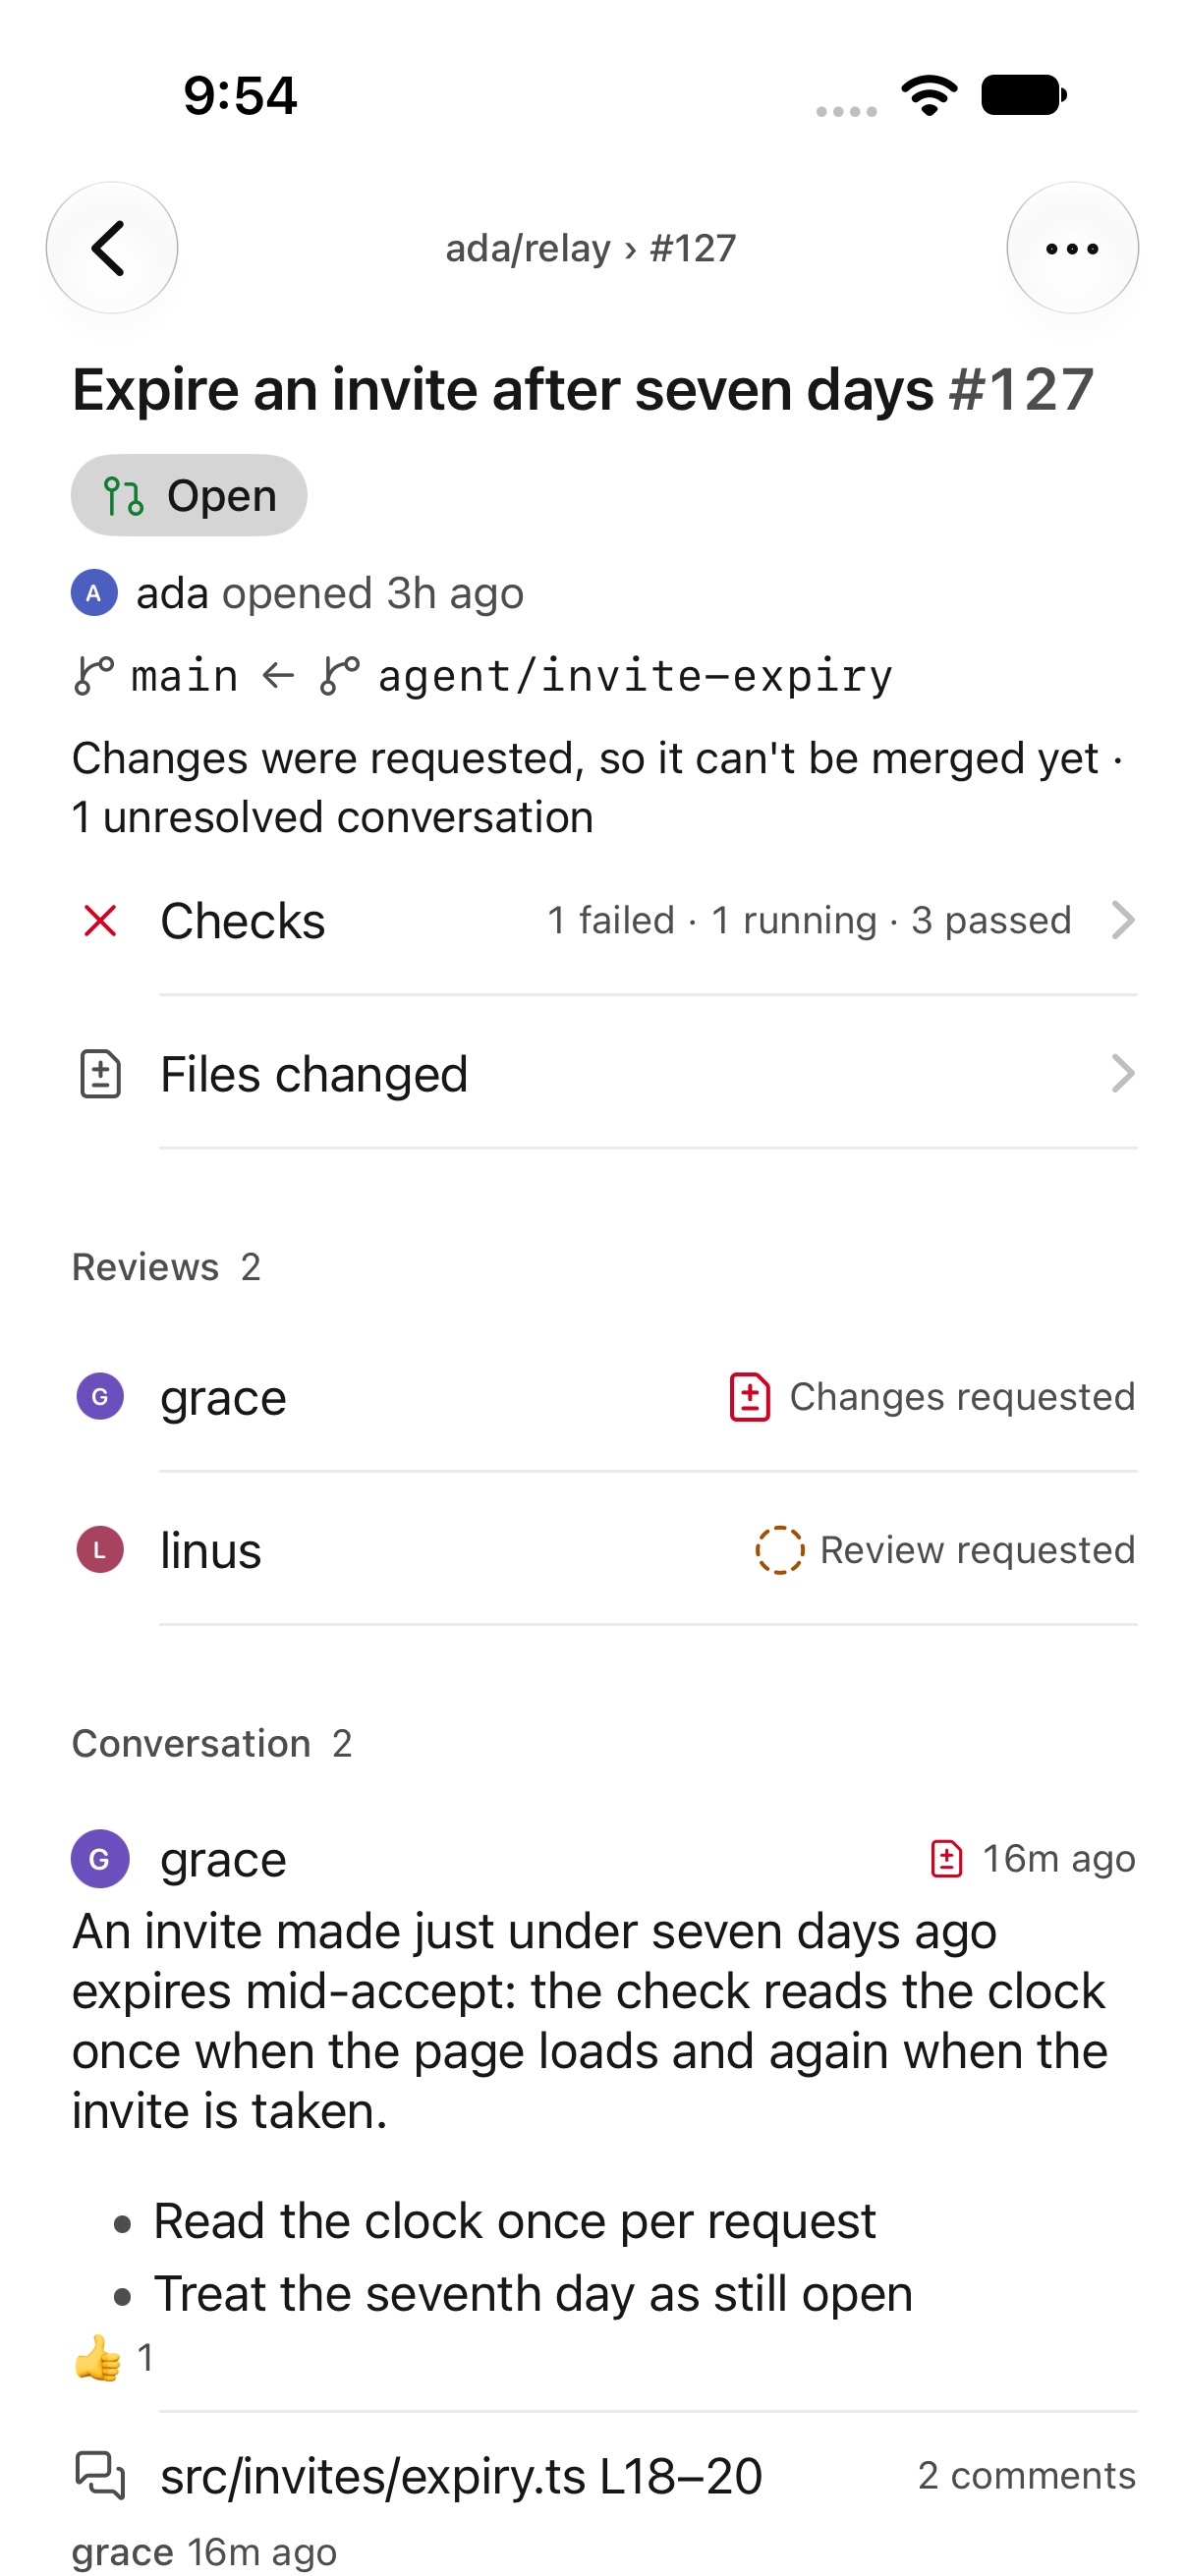 9:54
ada/relay › #127
Expire an invite after seven days #127
Open
A ada opened 3h ago
main ← agent/invite-expiry
Changes were requested, so it can't be merged yet ·
1 unresolved conversation
Checks 1 failed · 1 running · 3 passed
Files changed
Reviews 2
G grace Changes requested
L linus Review requested
Conversation 2
G grace 16m ago
An invite made just under seven days ago
expires mid-accept: the check reads the clock
once when the page loads and again when the
invite is taken.
• Read the clock once per request
• Treat the seventh day as still open
👍 1
src/invites/expiry.ts L18–20 2 comments
grace 16m ago